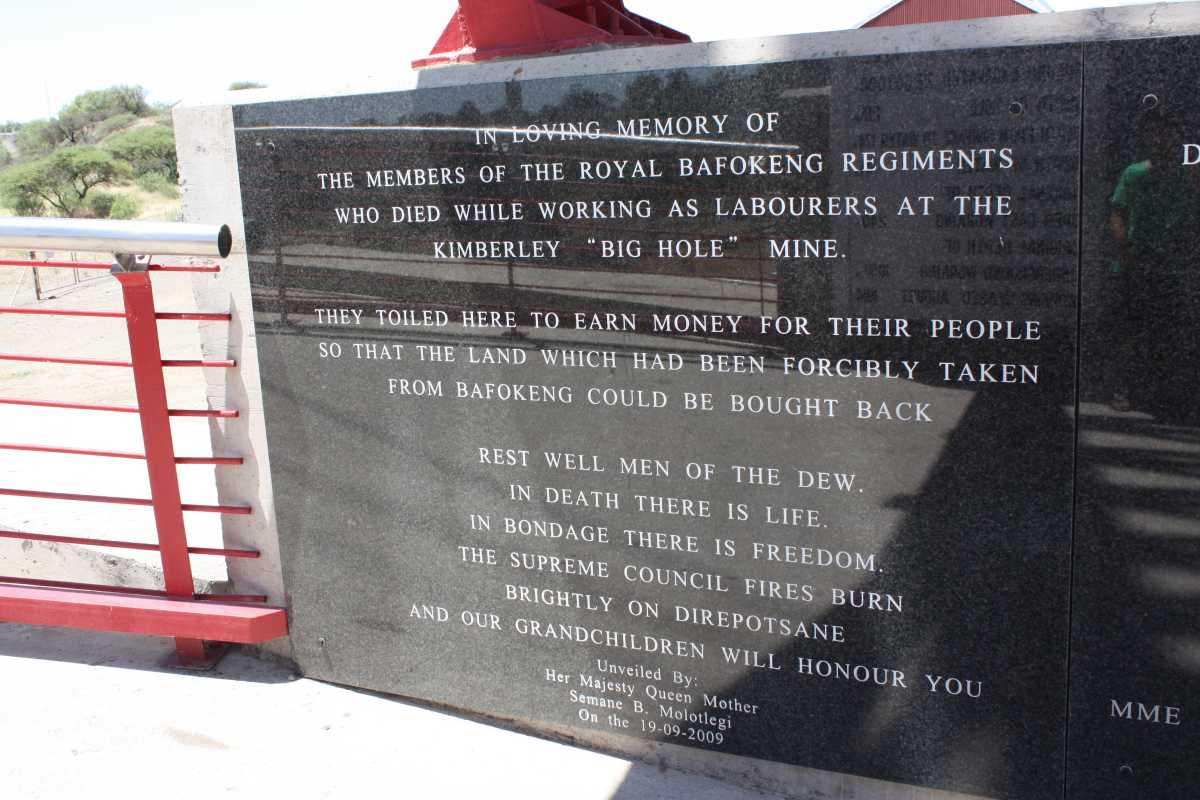 IN LOVING MEMORY OF
THE MEMBERS OF THE ROYAL BAFOKENG REGIMENTS
WHO DIED WHILE WORKING AS LABOURERS AT THE
KIMBERLEY "BIG HOLE" MINE.
THEY TOILED HERE TO EARN MONEY FOR THEIR PEOPLE
SO THAT THE LAND WHICH HAD BEEN FORCIBLY TAKEN
FROM BAFOKENG COULD BE BOUGHT BACK
REST WELL MEN OF THE DEW.
IN DEATH THERE IS LIFE.
IN BONDAGE THERE IS FREEDOM.
THE SUPREME COUNCIL FIRES BURN
BRIGHTLY ON DIREPOTSANE
AND OUR GRANDCHILDREN WILL HONOUR YOU
Unveiled By:
Her Majesty Queen Mother
Semane B. Molotlegi
On the 19-09-2009
D
MME